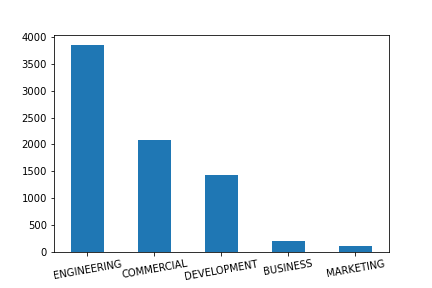 4000
3500
3000
2500
2000
1500
1000
500
0
ENGINEERING
COMMERCIAL
DEVELOPMENT
BUSINESS
MARKETING